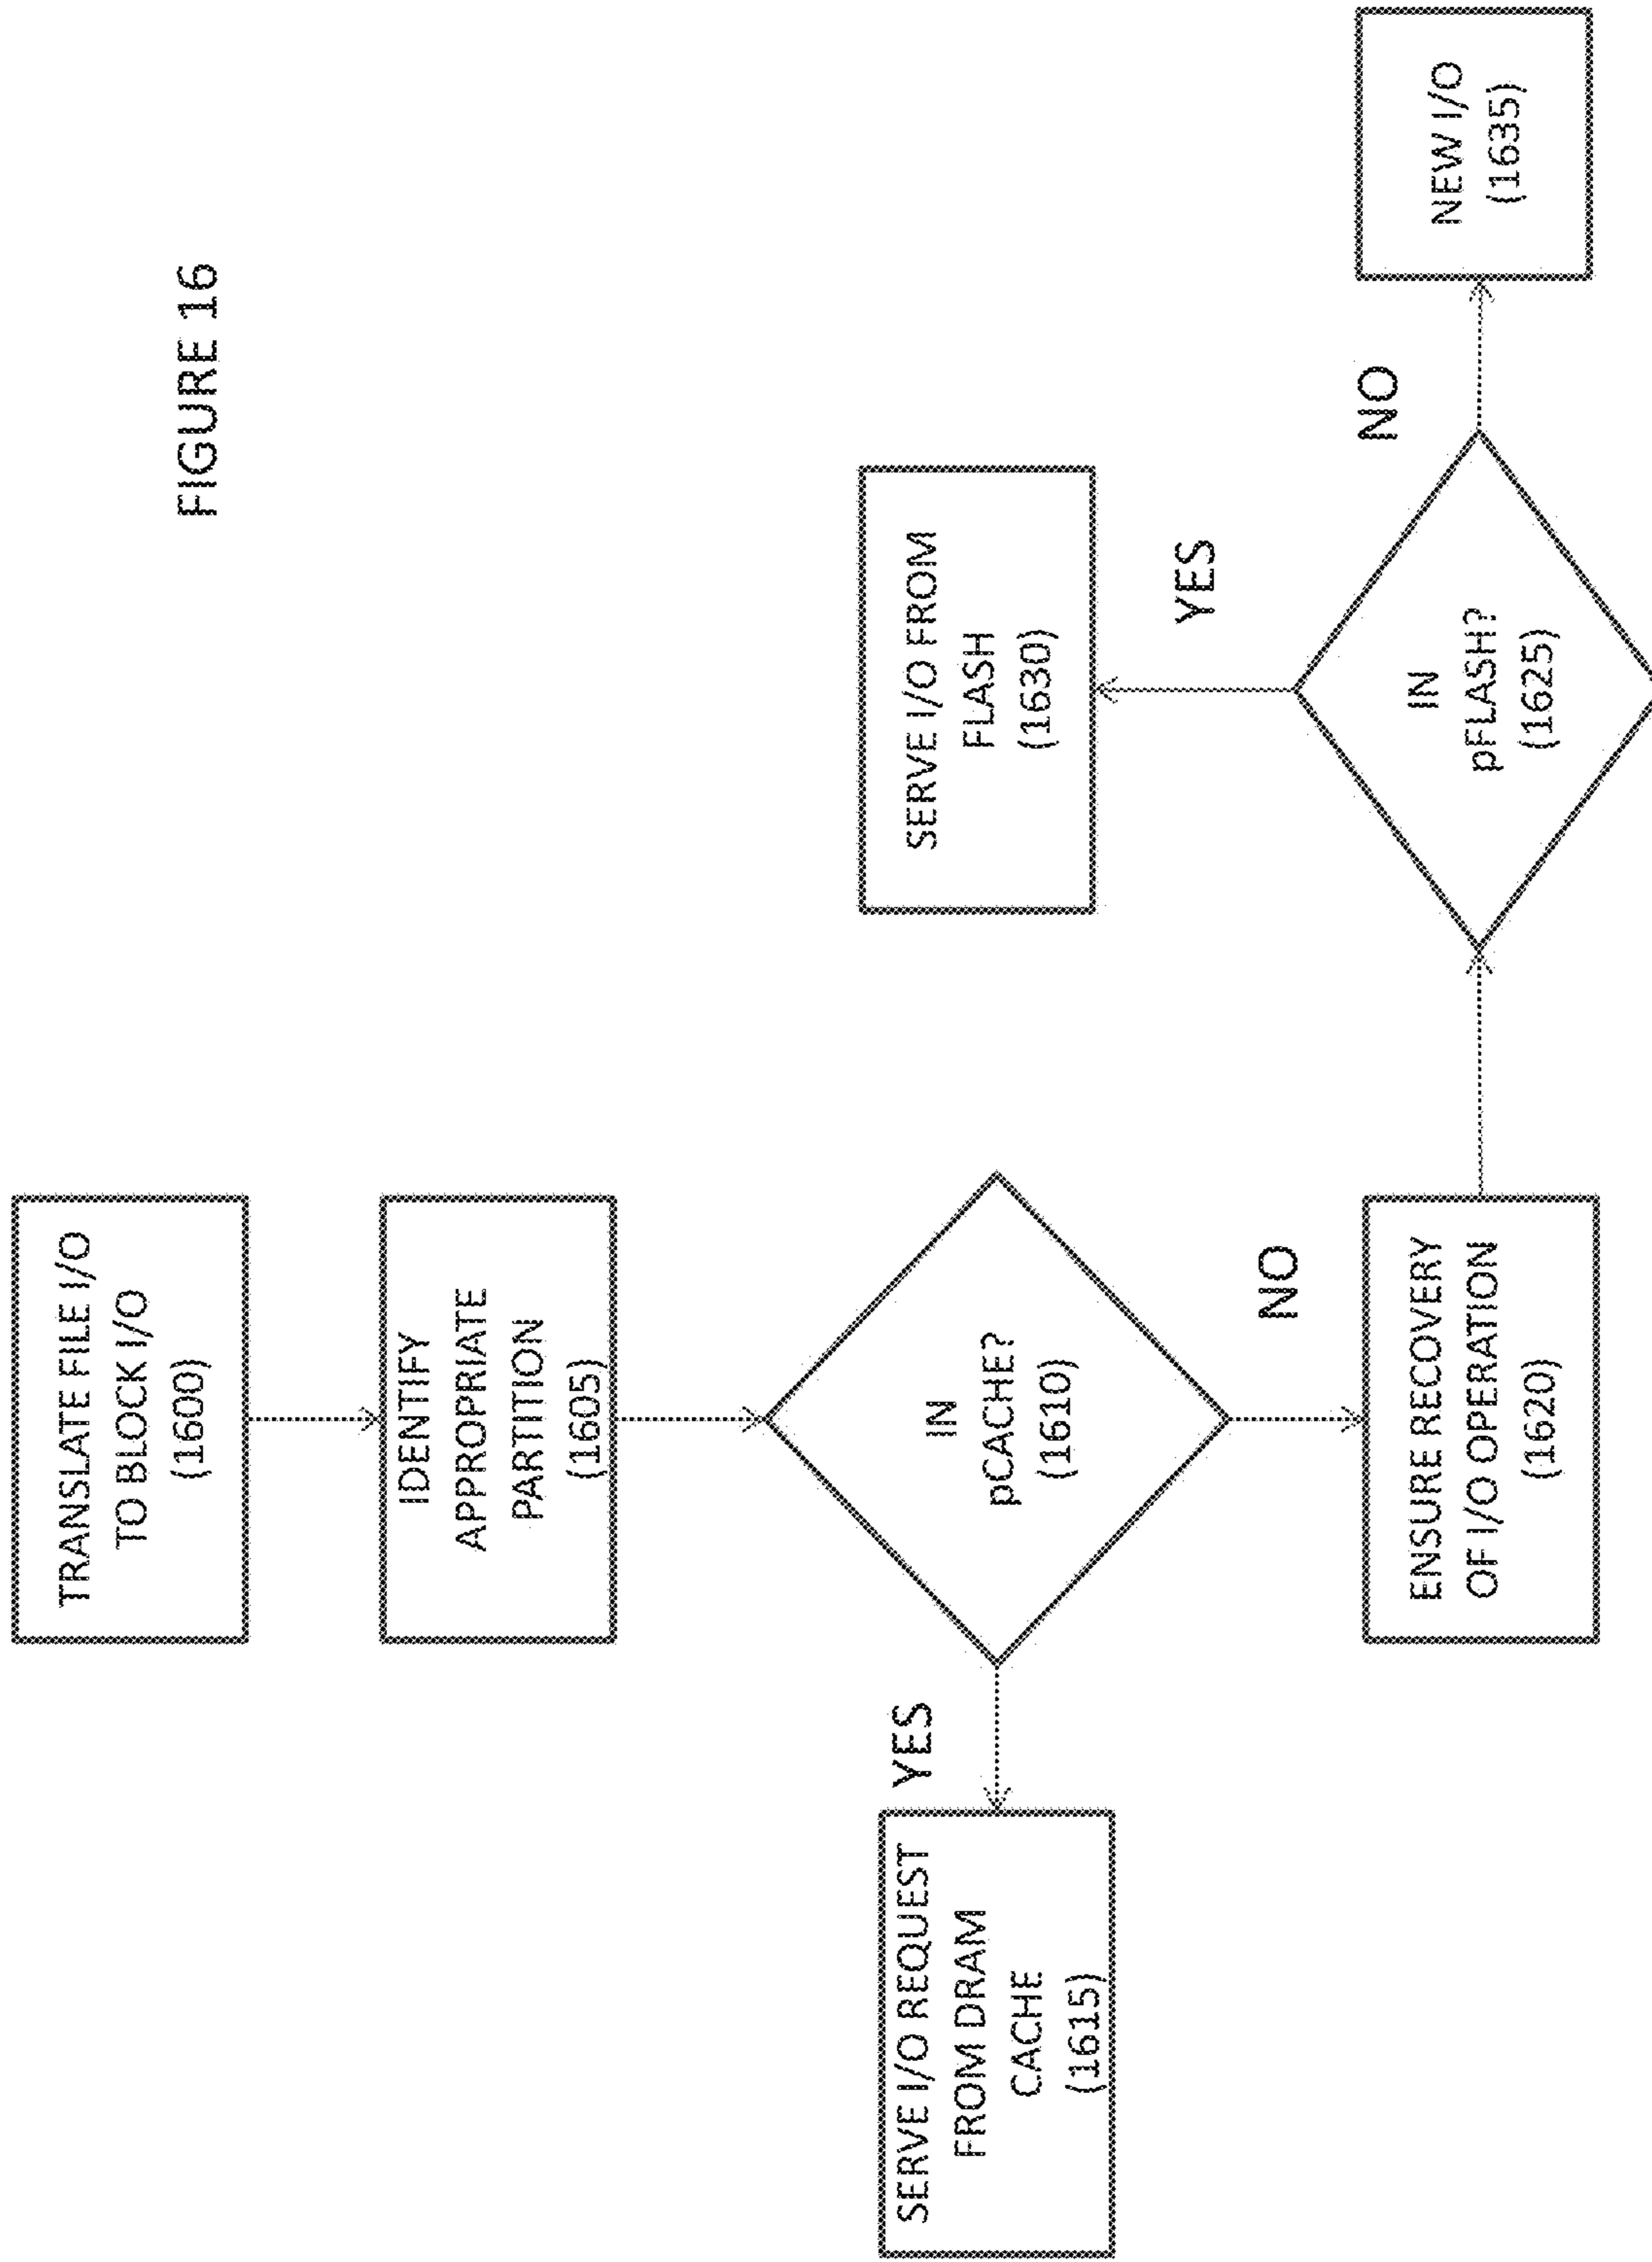 FIGURE 16
TRANSLATE FILE I/O
TO BLOCK I/O
(1600)
IDENTIFY
APPROPRIATE
PARTITION
(1605)
IN
pCACHE?
(1610)
YES
SERVE I/O REQUEST
FROM DRAM
CACHE
(1615)
NO
ENSURE RECOVERY
OF I/O OPERATION
(1620)
IN
pFLASH?
(1625)
YES
SERVE I/O FROM
FLASH
(1630)
NO
NEW I/O
(1635)